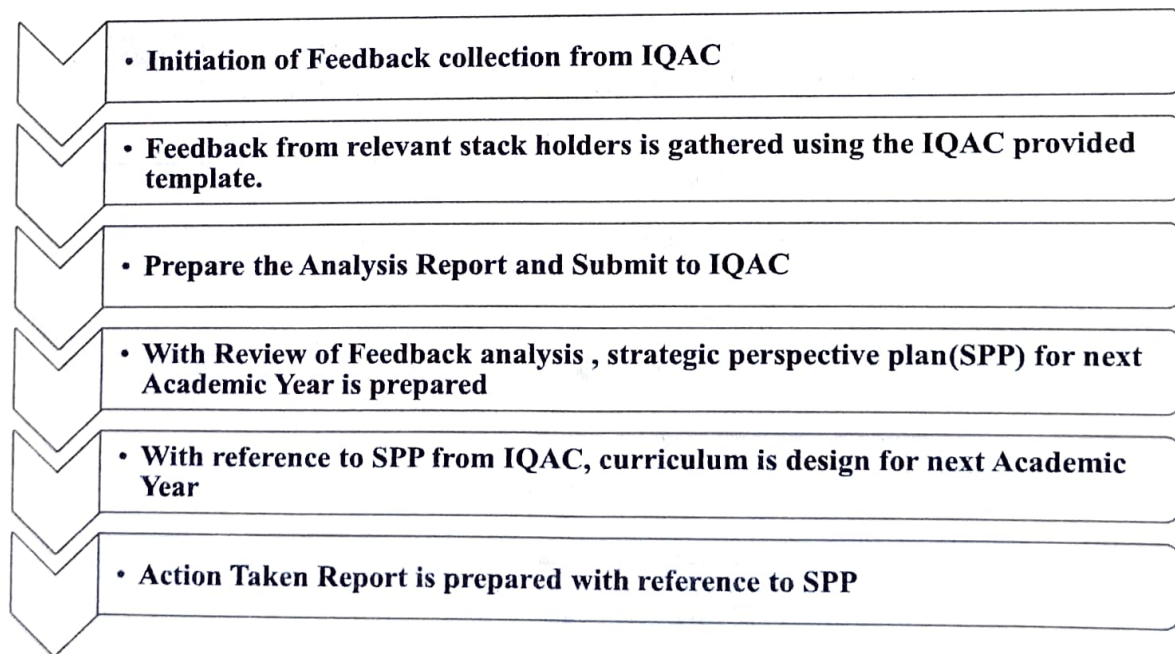 • Initiation of Feedback collection from IQAC
• Feedback from relevant stack holders is gathered using the IQAC provided
template.
• Prepare the Analysis Report and Submit to IQAC
• With Review of Feedback analysis , strategic perspective plan(SPP) for next
Academic Year is prepared
• With reference to SPP from IQAC, curriculum is design for next Academic
Year
• Action Taken Report is prepared with reference to SPP